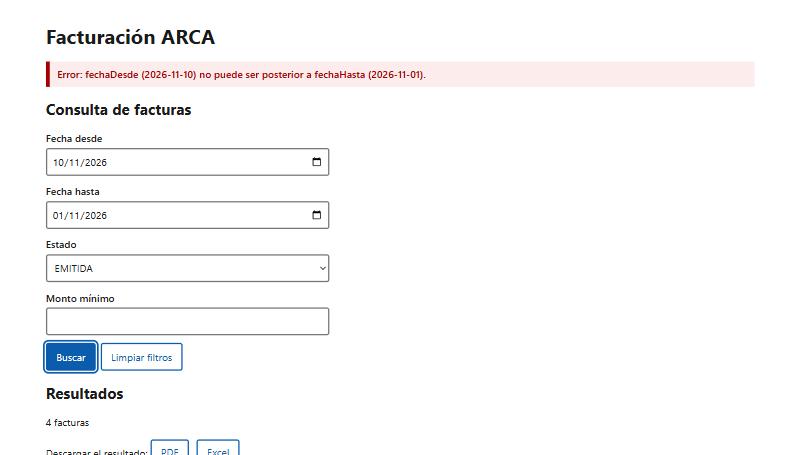 Facturación ARCA
Error: fechaDesde (2026-11-10) no puede ser posterior a fechaHasta (2026-11-01).
Consulta de facturas
Fecha desde
10/11/2026
Fecha hasta
01/11/2026
Estado
EMITIDA
Monto mínimo
Buscar Limpiar filtros
Resultados
4 facturas
Descargar el resultado: PDF Excel